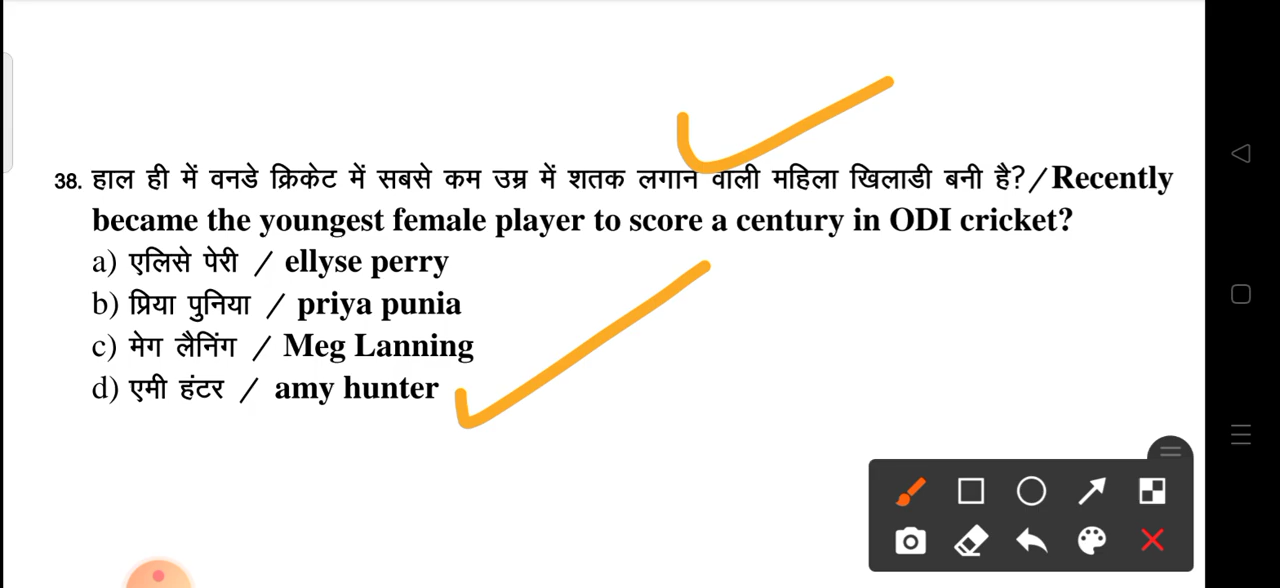 38. हाल ही में वनडे क्रिकेट में सबसे कम उम्र में शतक लगाने वाली महिला खिलाडी बनी है?/Recently
became the youngest female player to score a century in ODI cricket?
a) एलिसे पेरी / ellyse perry
b) प्रिया पुनिया / priya punia
c) मेग लैनिंग / Meg Lanning
d) एमी हंटर / amy hunter